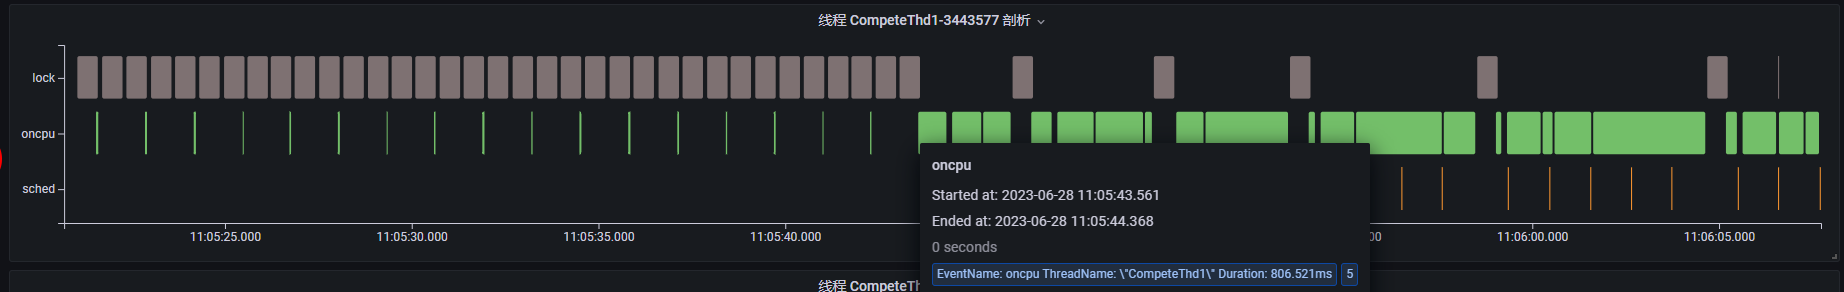 线程 CompeteThd1-3443577 剖析
lock
oncpu
sched
11:05:25.000
11:05:30.000
11:05:35.000
11:05:40.000
00
11:06:00.000
11:06:05.000
oncpu
Started at: 2023-06-28 11:05:43.561
Ended at: 2023-06-28 11:05:44.368
0 seconds
EventName: oncpu ThreadName: \"CompeteThd1\" Duration: 806.521ms
5
线程 CompeteTh